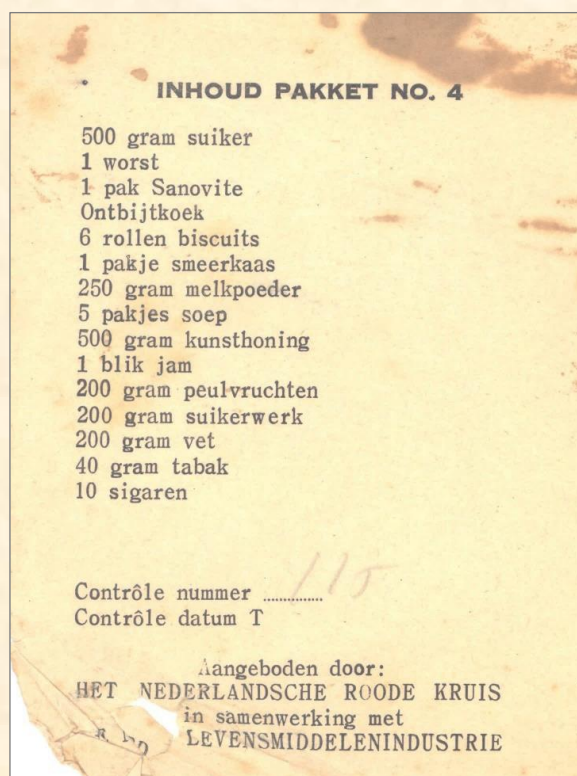 INHOUD PAKKET NO. 4
500 gram suiker
1 worst
1 pak Sanovite
Ontbijtkoek
6 rollen biscuits
1 pakje smeerkaas
250 gram melkpoeder
5 pakjes soep
500 gram kunsthoning
1 blik jam
200 gram peulvruchten
200 gram suikerwerk
200 gram vet
40 gram tabak
10 sigaren
Contrôle nummer ............... 115
Contrôle datum T
Aangeboden door:
HET NEDERLANDSCHE ROODE KRUIS
in samenwerking met
LEVENSMIDDELENINDUSTRIE